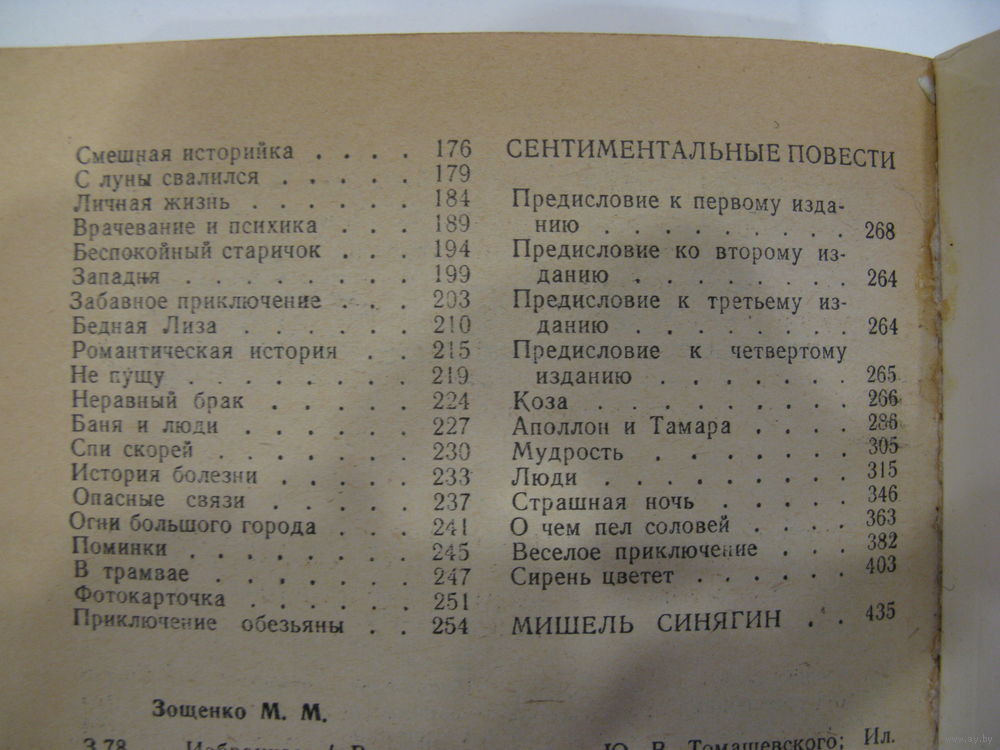 Смешная историйка . . . . 176
С луны свалился . . . . . 179
Личная жизнь . . . . . . 184
Врачевание и психика . . . 189
Беспокойный старичок . . . 194
Западня . . . . . . . . 199
Забавное приключение . . . 203
Бедная Лиза . . . . . . 210
Романтическая история . . 215
Не пущу . . . . . . . . 219
Неравный брак . . . . . 224
Баня и люди . . . . . . 227
Спи скорей . . . . . . . 230
История болезни . . . . . 233
Опасные связи . . . . . 237
Огни большого города . . . 241
Поминки . . . . . . . . 245
В трамвае . . . . . . . 247
Фотокарточка . . . . . . 251
Приключение обезьяны . . 254
СЕНТИМЕНТАЛЬНЫЕ ПОВЕСТИ
Предисловие к первому изда-
нию . . . . . . . . . 268
Предисловие ко второму из-
данию . . . . . . . . 264
Предисловие к третьему из-
данию . . . . . . . . 264
Предисловие к четвертому
изданию . . . . . . . 265
Коза . . . . . . . . . 266
Аполлон и Тамара . . . . 286
Мудрость . . . . . . . 305
Люди . . . . . . . . . 315
Страшная ночь . . . . . 346
О чем пел соловей . . . . 363
Веселое приключение . . . 382
Сирень цветет . . . . . . 403
МИШЕЛЬ СИНЯГИН . . 435
Зощенко М. М.
З 78 Ю. В. Томашевского; Ил.
www.ay.by